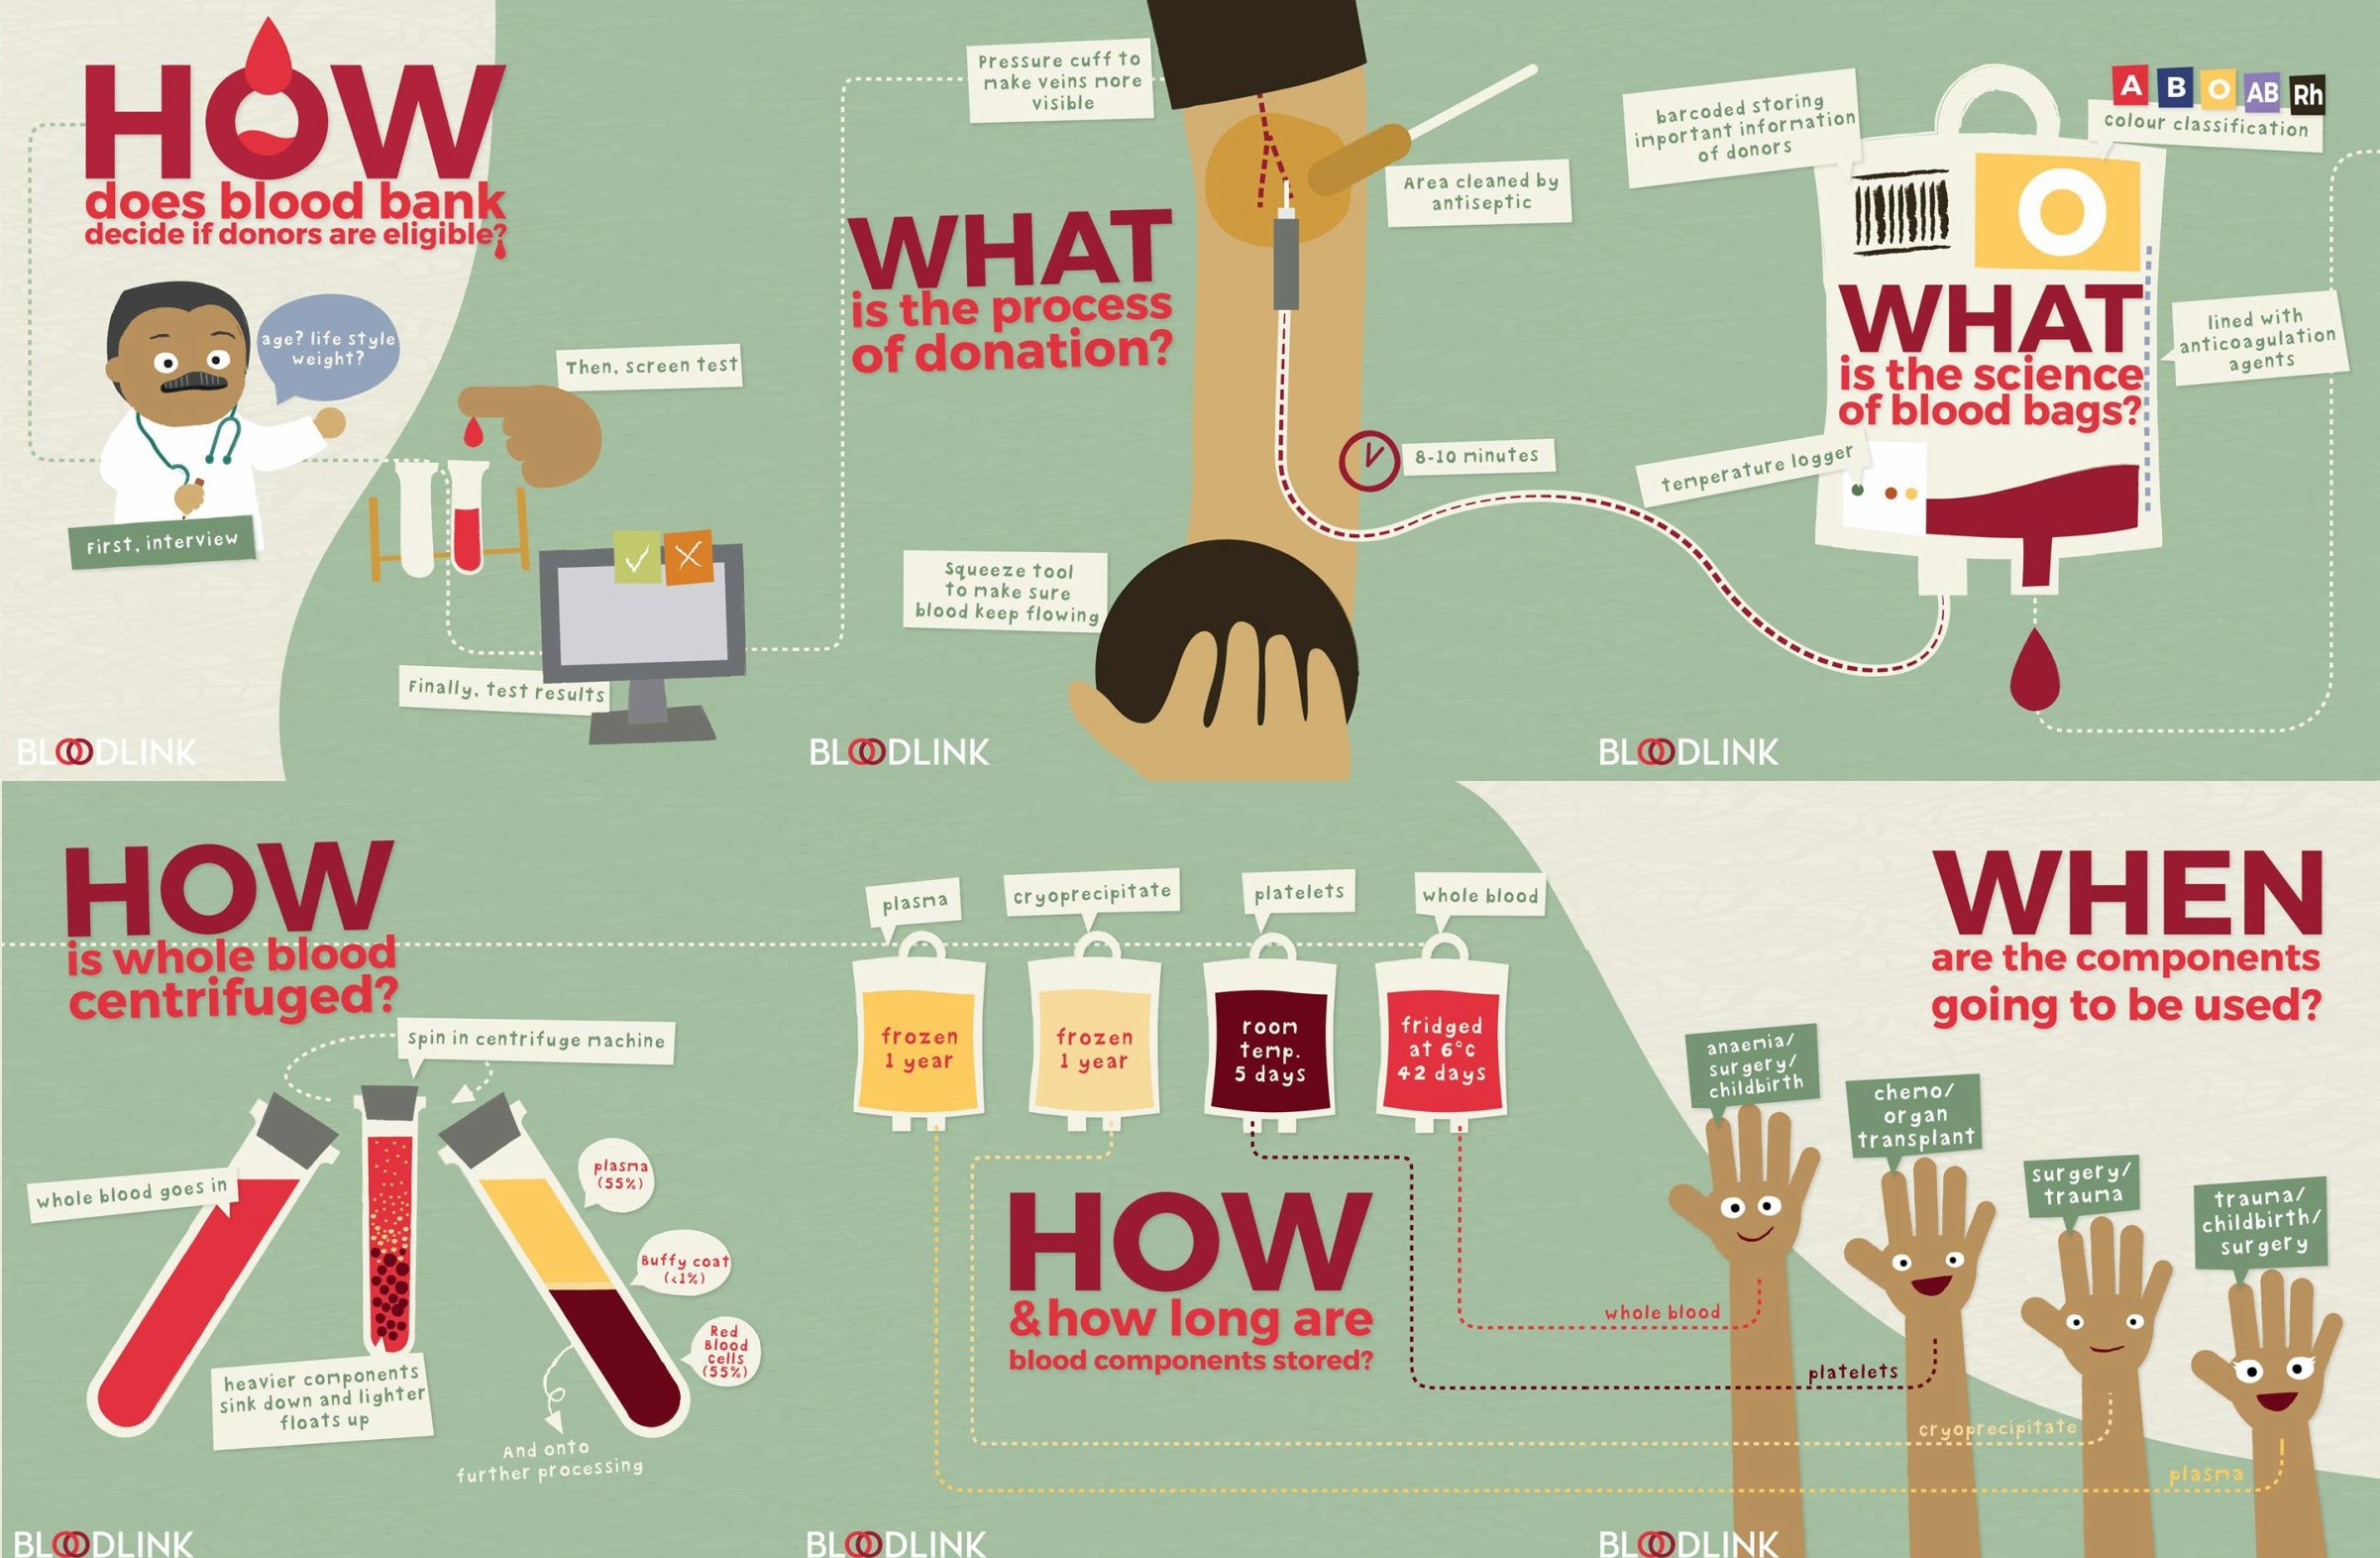 HOW
does blood bank
decide if donors are eligible?
age? life style
weight?
First, interview
Then, screen test
Finally, test results
BLOODLINK
Pressure cuff to
make veins more
visible
Area cleaned by
antiseptic
WHAT
is the process
of donation?
8-10 minutes
Squeeze tool
to make sure
blood keep flowing
BLOODLINK
barcoded storing
important information
of donors
A B O AB Rh
colour classification
O
WHAT
is the science
of blood bags?
lined with
anticoagulation
agents
temperature logger
BLOODLINK
HOW
is whole blood
centrifuged?
Spin in centrifuge machine
whole blood goes in
plasma
(55%)
Buffy coat
(<1%)
Red
Blood
cells
(55%)
heavier components
sink down and lighter
floats up
And onto
further processing
BLOODLINK
plasma
cryoprecipitate
platelets
whole blood
frozen
1 year
frozen
1 year
room
temp.
5 days
fridged
at 6°c
42 days
HOW
& how long are
blood components stored?
BLOODLINK
WHEN
are the components
going to be used?
anaemia/
surgery/
childbirth
chemo/
organ
transplant
surgery/
trauma
trauma/
childbirth/
surgery
whole blood
platelets
cryoprecipitate
plasma
BLOODLINK